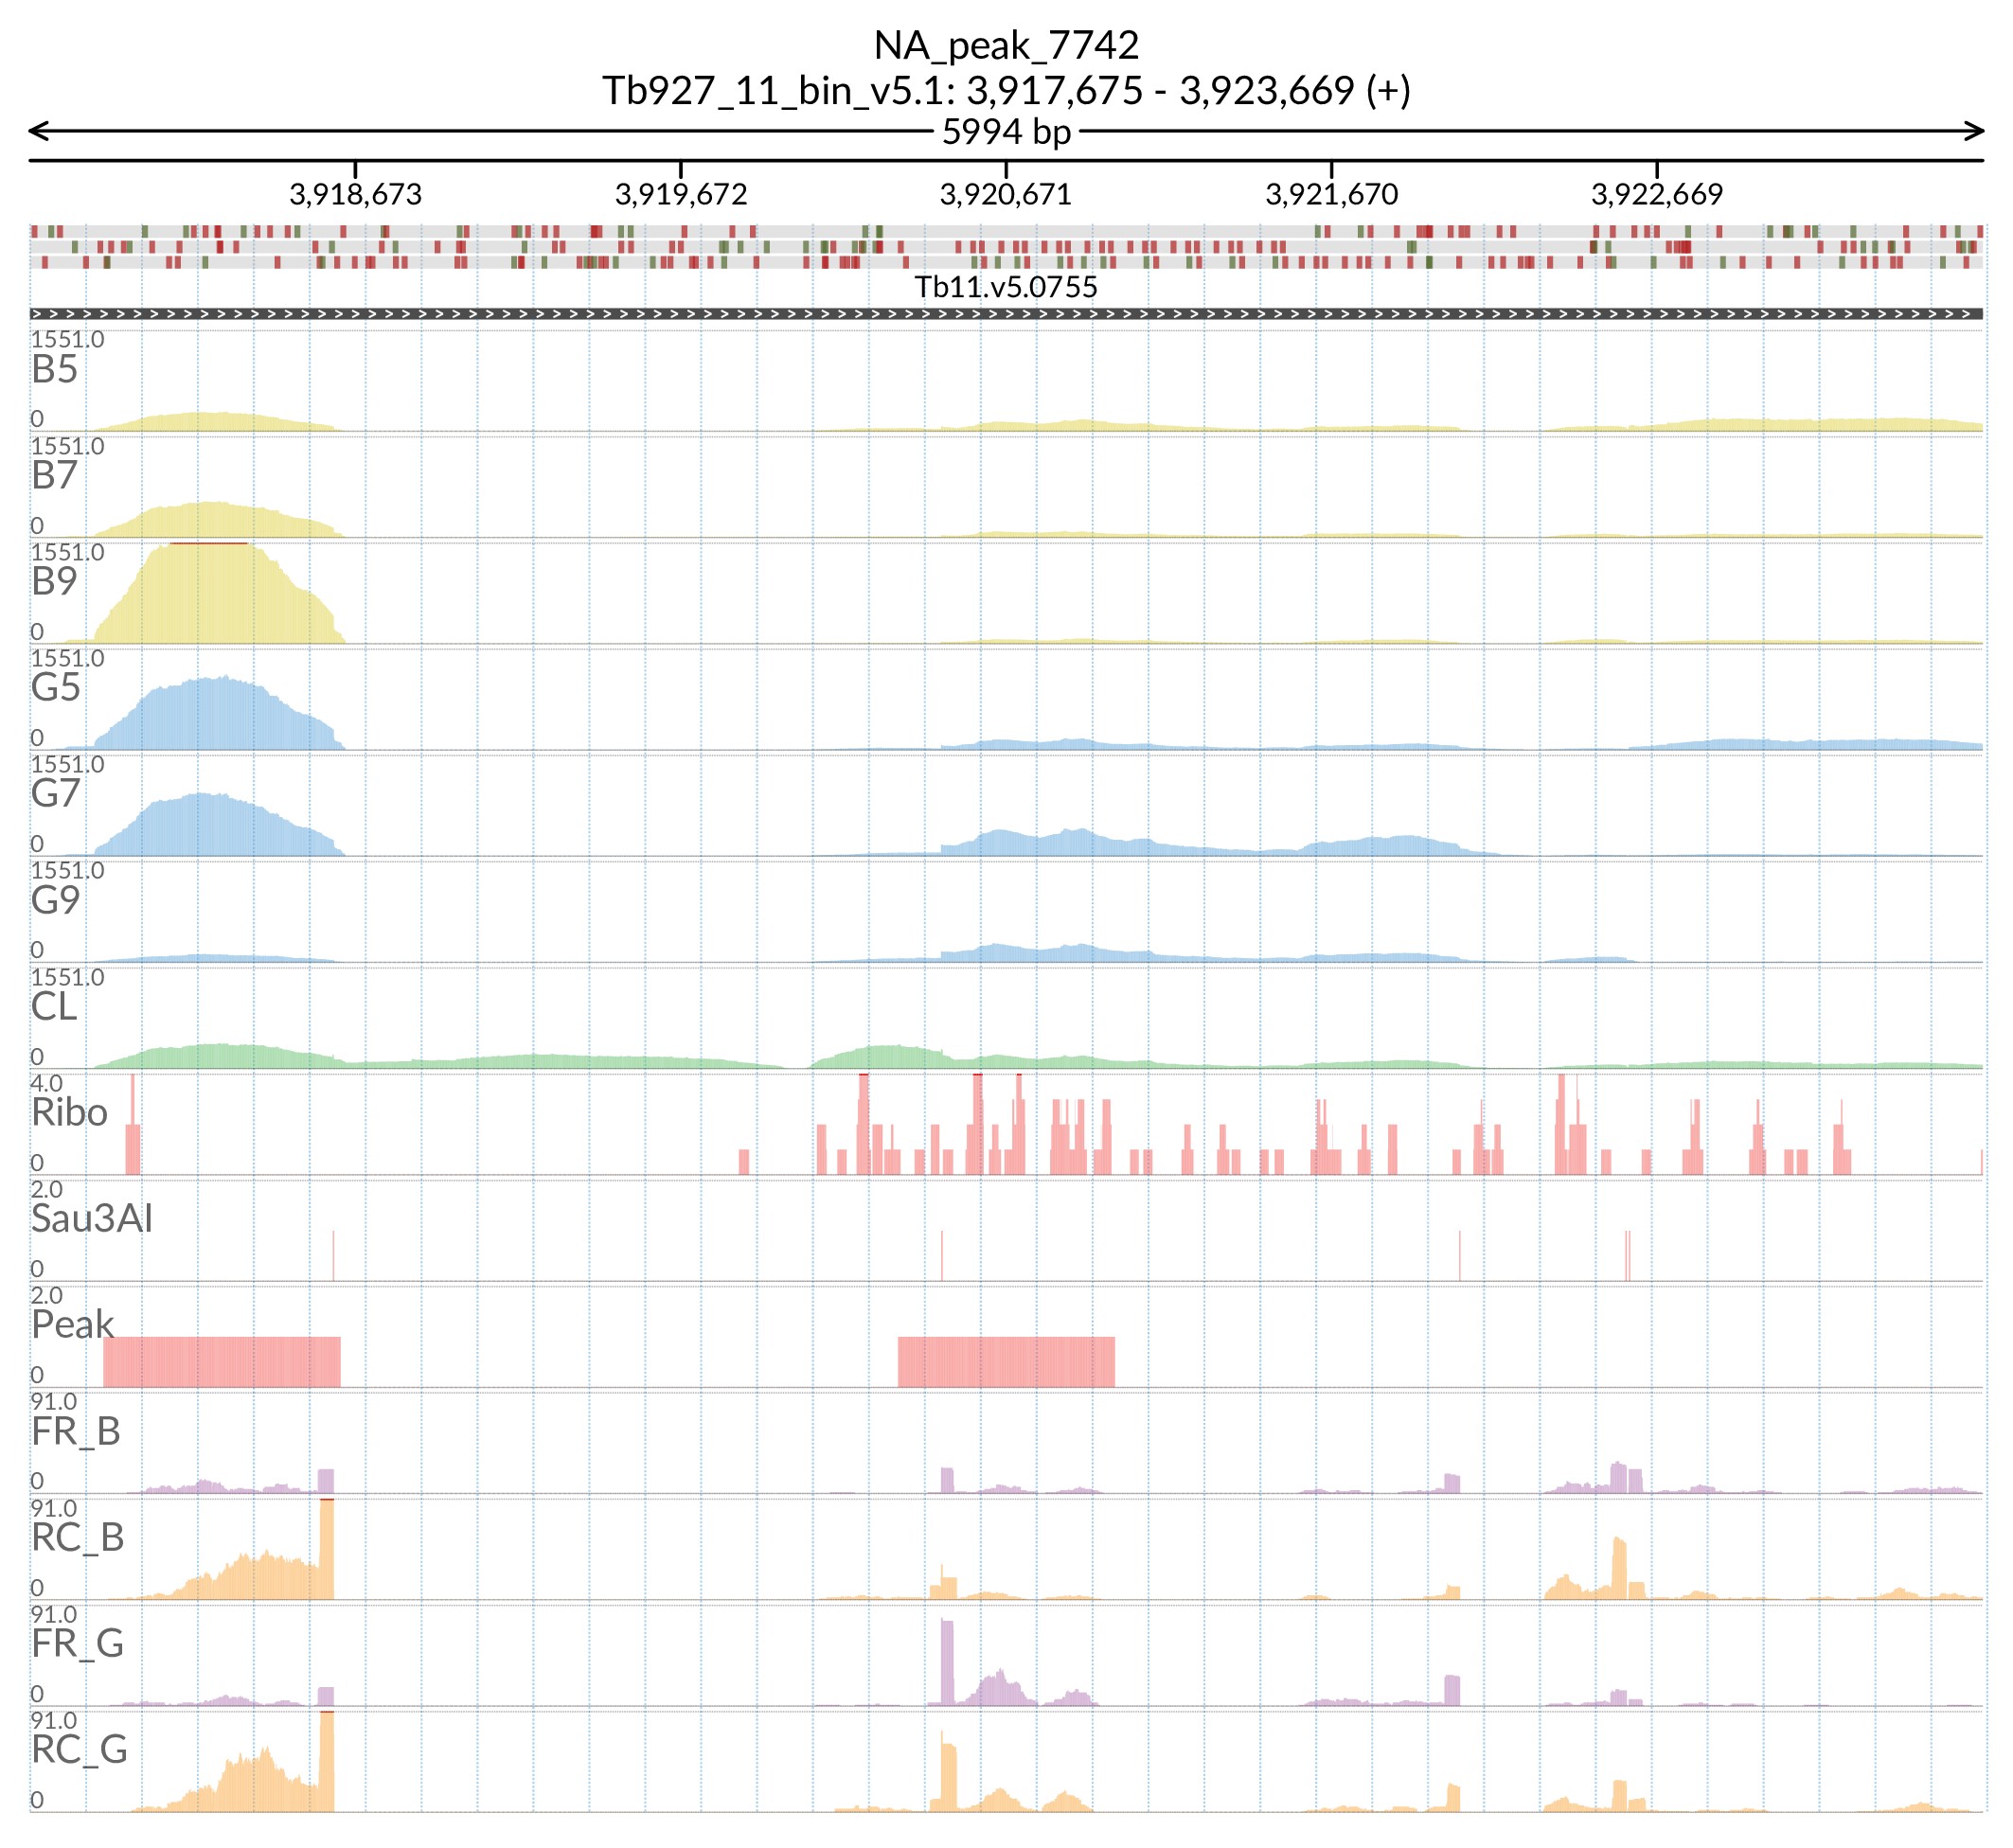 NA_peak_7742
Tb927_11_bin_v5.1: 3,917,675 - 3,923,669 (+)
5994 bp
3,918,673 3,919,672 3,920,671 3,921,670 3,922,669
Tb11.v5.0755
1551.0
B5
0
1551.0
B7
0
1551.0
B9
0
1551.0
G5
0
1551.0
G7
0
1551.0
G9
0
1551.0
CL
0
4.0
Ribo
0
2.0
Sau3AI
0
2.0
Peak
0
91.0
FR_B
0
91.0
RC_B
0
91.0
FR_G
0
91.0
RC_G
0